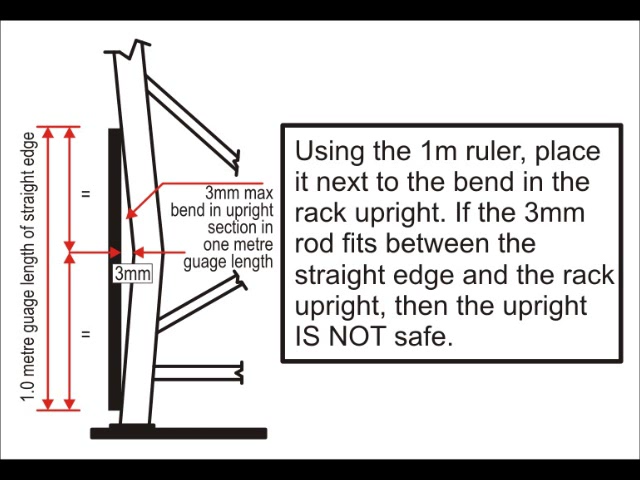 1.0 metre guage length of straight edge
=
=
3mm max
bend in upright
section in
one metre
guage length
3mm
Using the 1m ruler, place
it next to the bend in the
rack upright. If the 3mm
rod fits between the
straight edge and the rack
upright, then the upright
IS NOT safe.